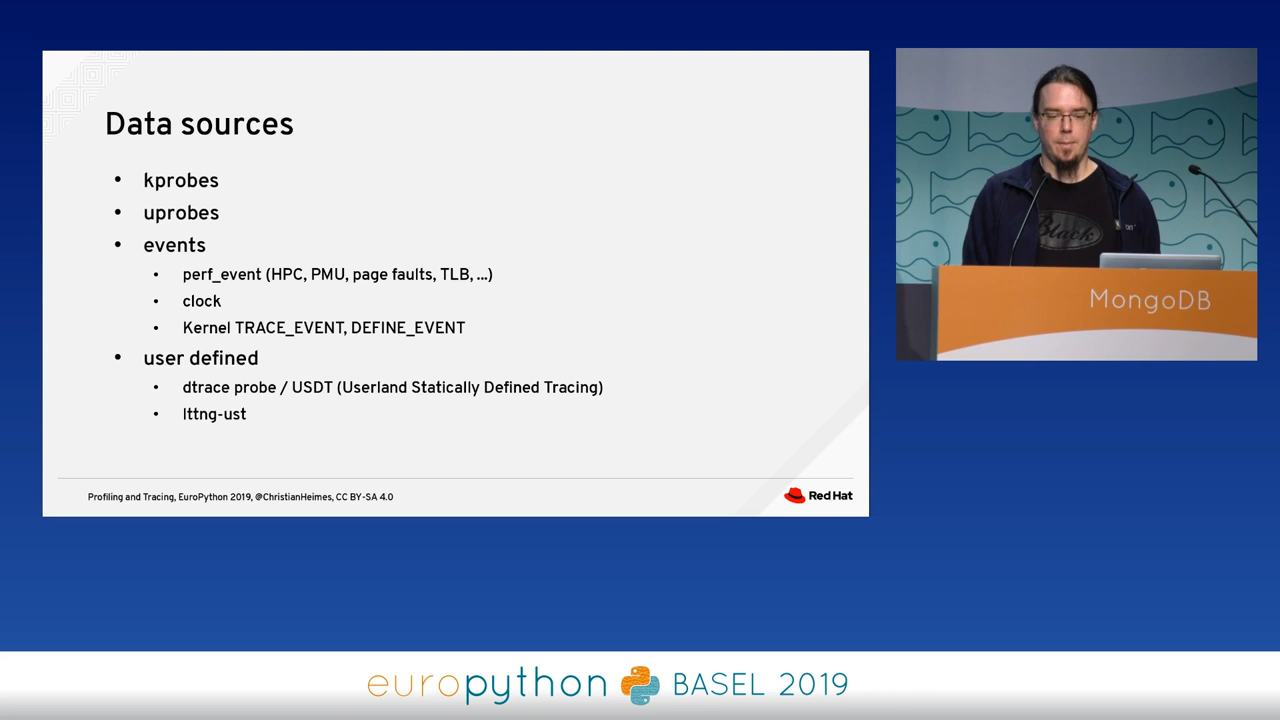 Data sources
• kprobes
• uprobes
• events
• perf_event (HPC, PMU, page faults, TLB, ...)
• clock
• Kernel TRACE_EVENT, DEFINE_EVENT
• user defined
• dtrace probe / USDT (Userland Statically Defined Tracing)
• lttng-ust
Profiling and Tracing, EuroPython 2019, @ChristianHeimes, CC BY-SA 4.0
Red Hat
Black
MongoDB
europython BASEL 2019